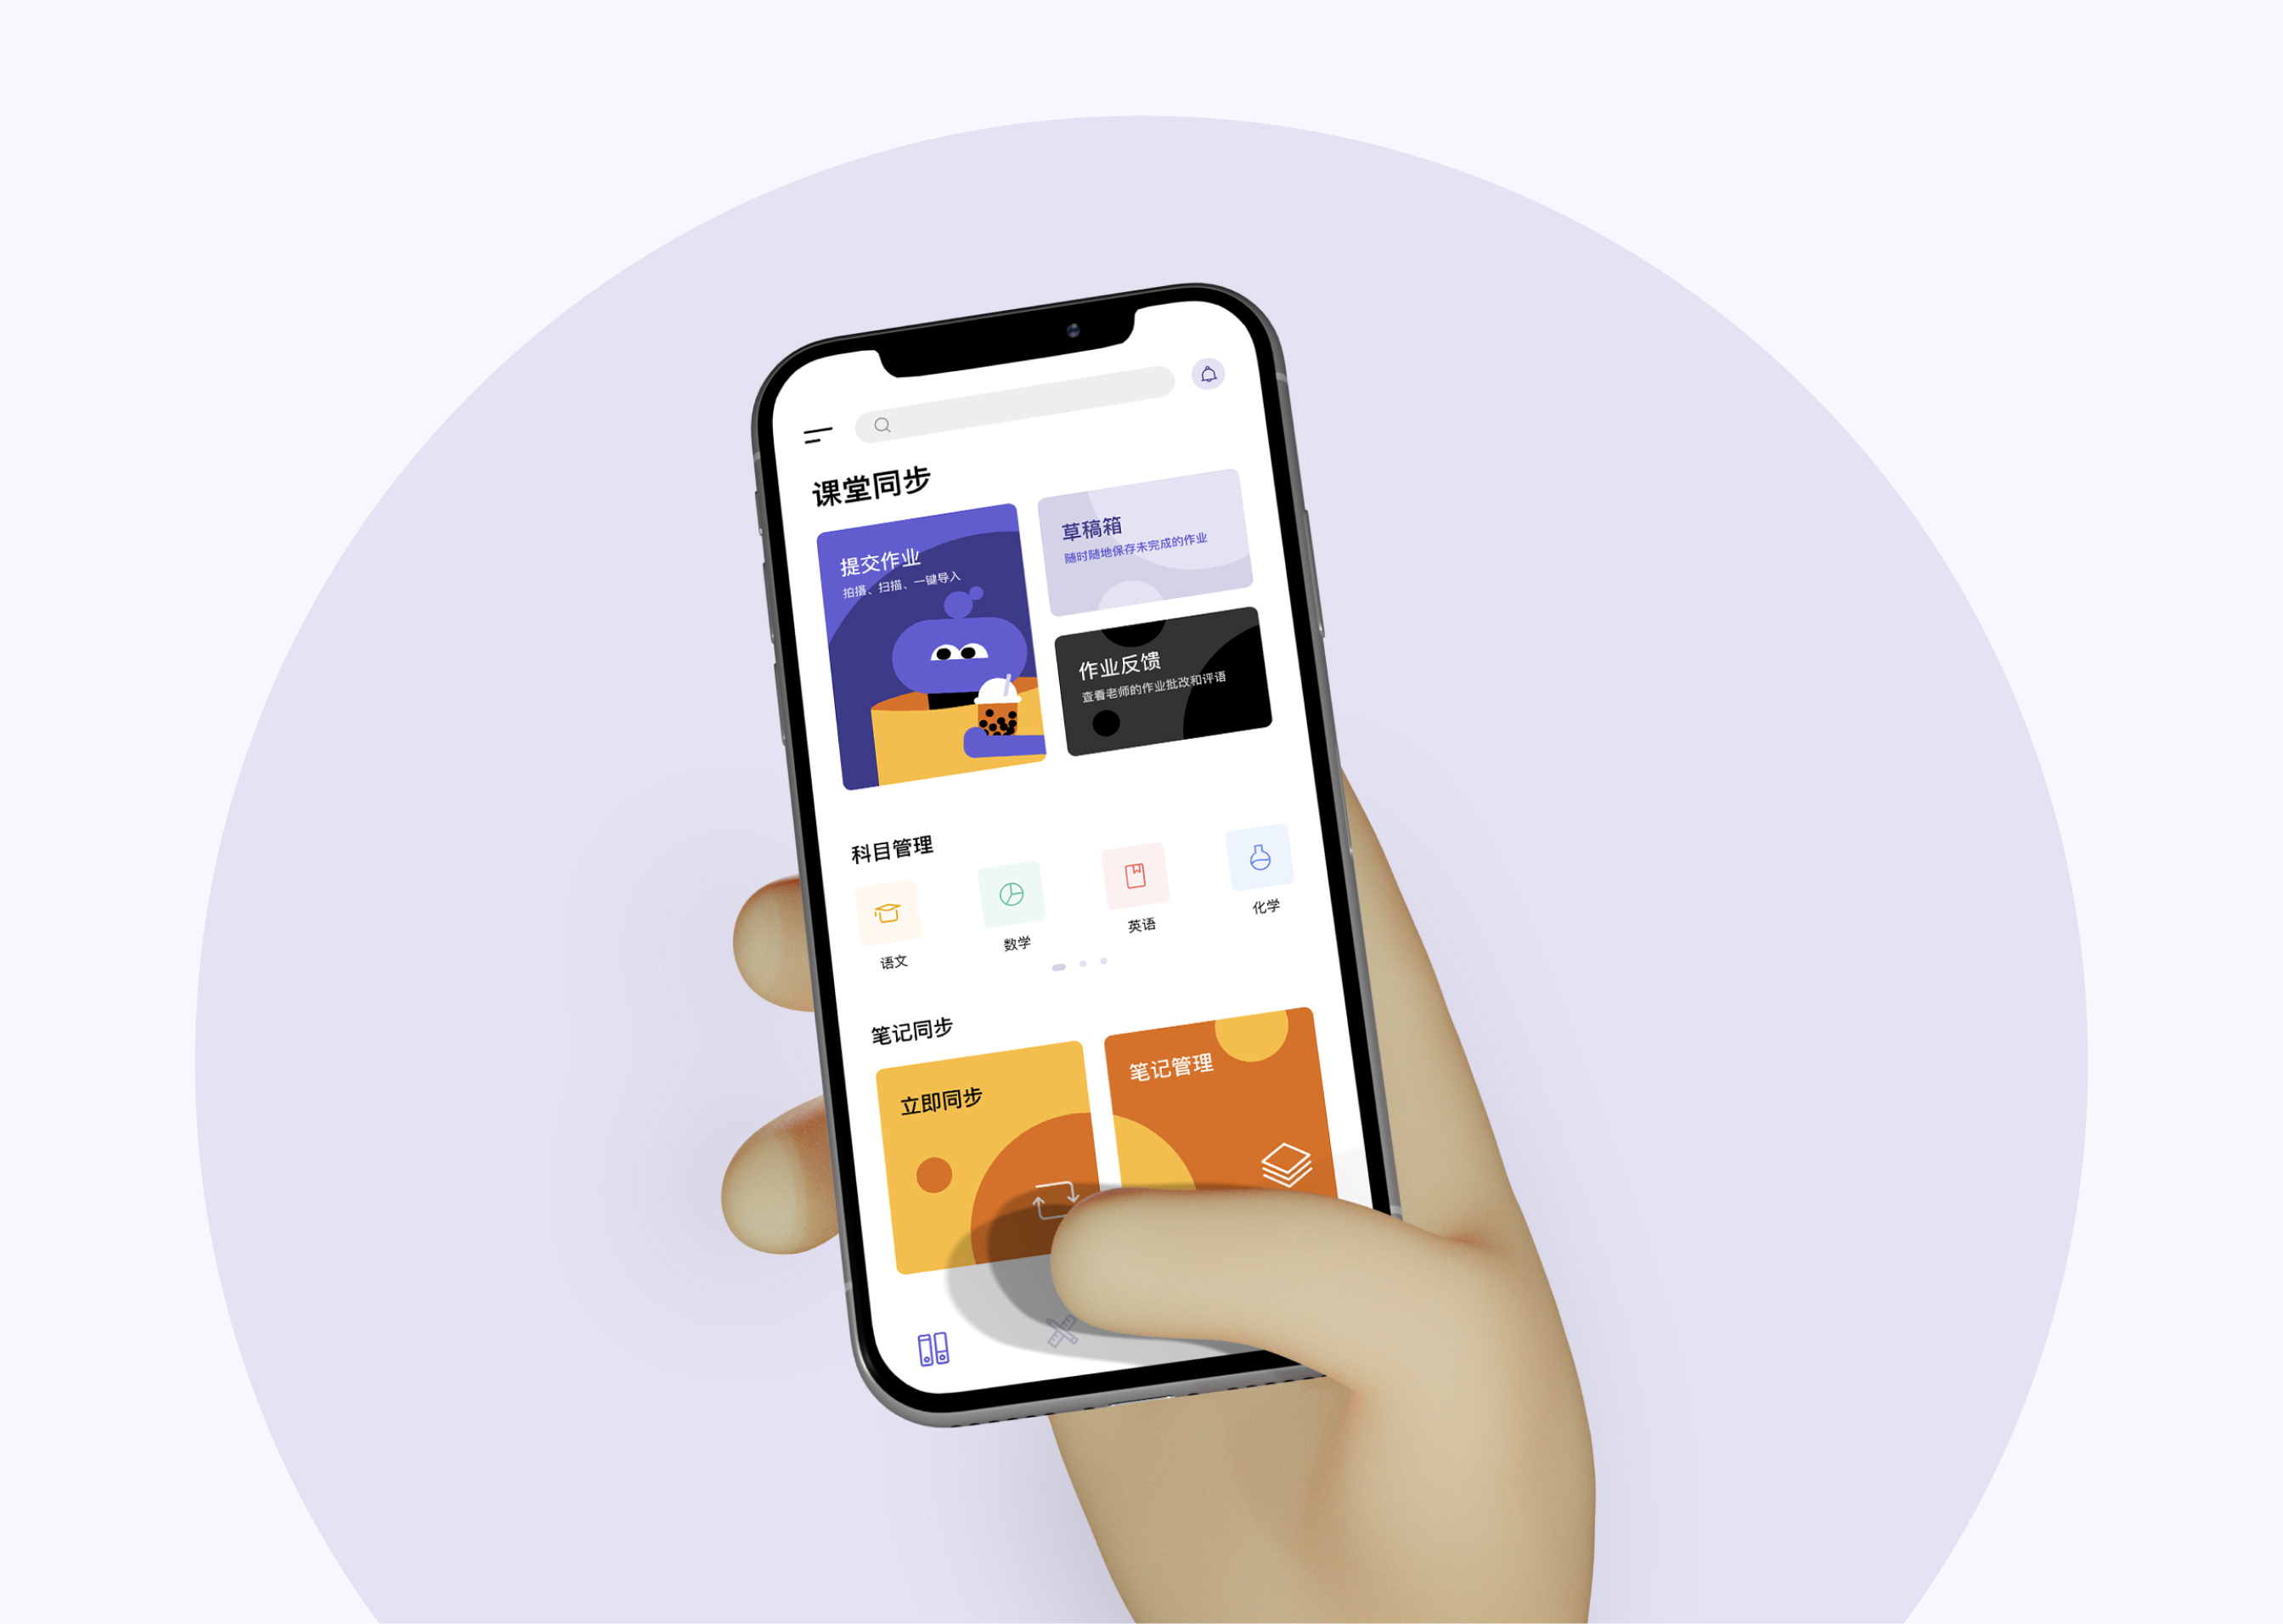 课堂同步
提交作业
拍摄、扫描、一键导入
草稿箱
随时随地保存未完成的作业
作业反馈
查看老师的作业批改和评语
科目管理
语文
数学
英语
化学
笔记同步
立即同步
笔记管理